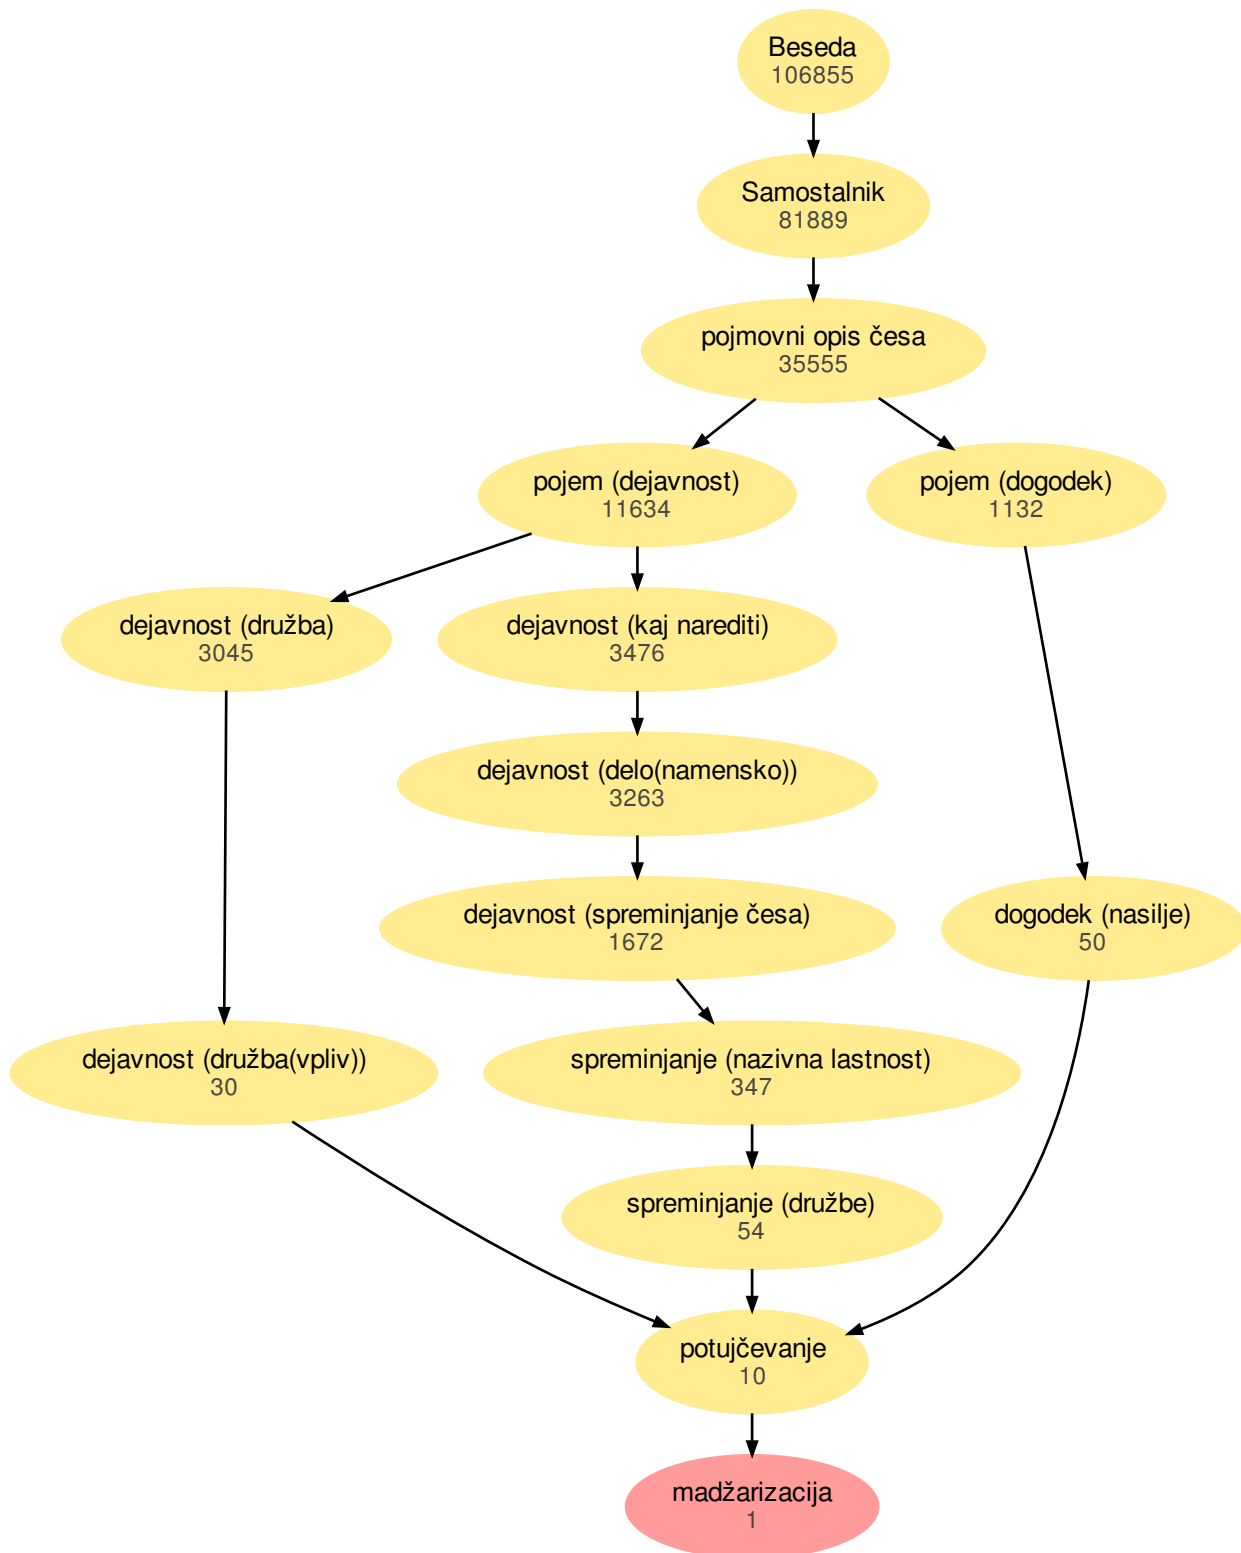 Beseda
106855
Samostalnik
81889
pojmovni opis česa
35555
pojem (dejavnost)
11634
pojem (dogodek)
1132
dejavnost (družba)
3045
dejavnost (kaj narediti)
3476
dejavnost (delo(namensko))
3263
dejavnost (spreminjanje česa)
1672
dogodek (nasilje)
50
dejavnost (družba(vpliv))
30
spreminjanje (nazivna lastnost)
347
spreminjanje (družbe)
54
potujčevanje
10
madžarizacija
1